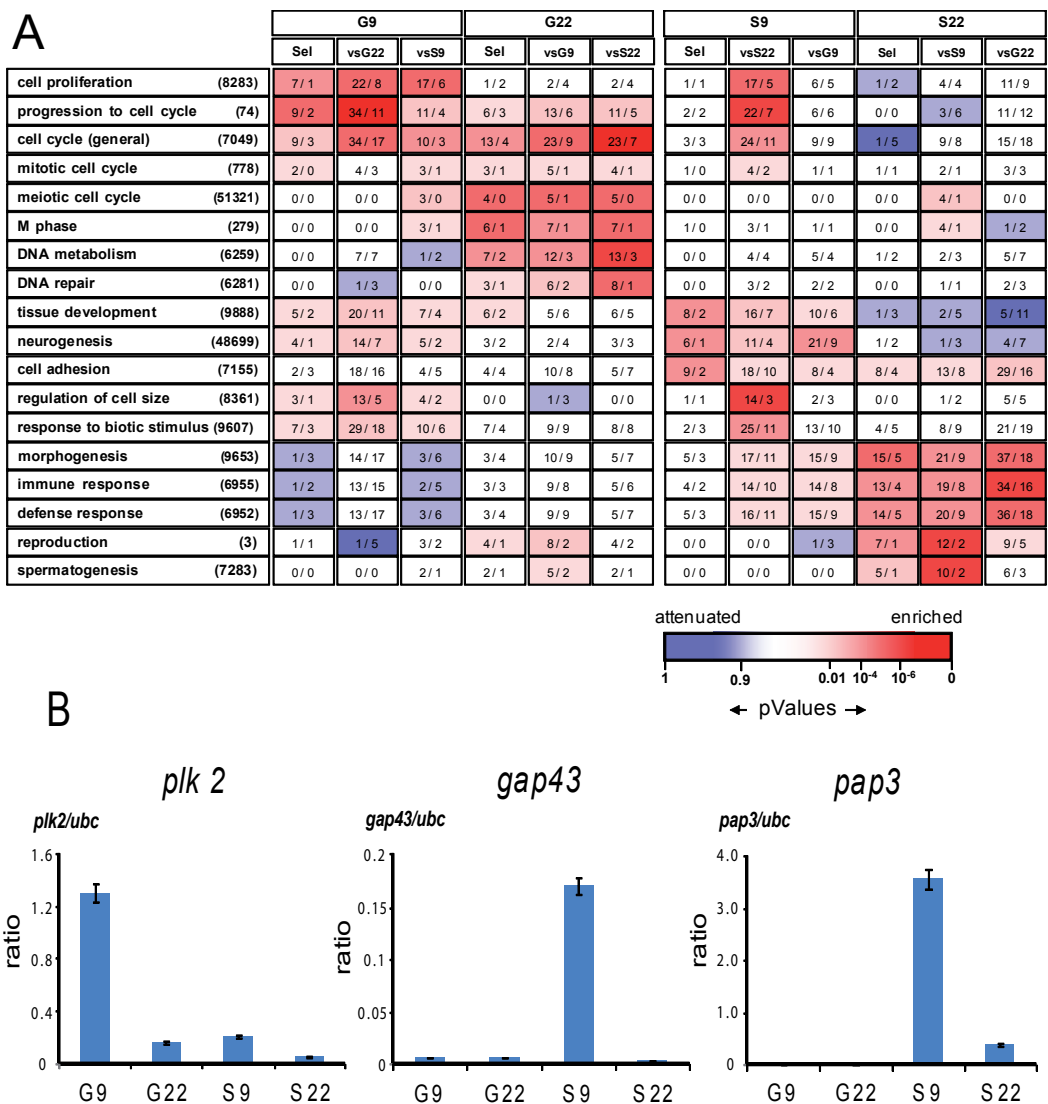 A
G9 G22 S9 S22
Sel vsG22 vsS9 Sel vsG9 vsS22 Sel vsS22 vsG9 Sel vsS9 vsG22
cell proliferation (8283) 7/1 22/8 17/6 1/2 2/4 2/4 1/1 17/5 6/5 1/2 4/4 11/9
progression to cell cycle (74) 9/2 34/11 11/4 6/3 13/6 11/5 2/2 22/7 6/6 0/0 3/6 11/12
cell cycle (general) (7049) 9/3 34/17 10/3 13/4 23/9 23/7 3/3 24/11 9/9 1/5 9/8 15/18
mitotic cell cycle (778) 2/0 4/3 3/1 3/1 5/1 4/1 1/0 4/2 1/1 1/1 2/1 3/3
meiotic cell cycle (51321) 0/0 0/0 3/0 4/0 5/1 5/0 0/0 0/0 0/0 0/0 4/1 0/0
M phase (279) 0/0 0/0 3/1 6/1 7/1 7/1 1/0 3/1 1/1 0/0 4/1 1/2
DNA metabolism (6259) 0/0 7/7 1/2 7/2 12/3 13/3 0/0 4/4 5/4 1/2 2/3 5/7
DNA repair (6281) 0/0 1/3 0/0 3/1 6/2 8/1 0/0 3/2 2/2 0/0 1/1 2/3
tissue development (9888) 5/2 20/11 7/4 6/2 5/6 6/5 8/2 16/7 10/6 1/3 2/5 5/11
neurogenesis (48699) 4/1 14/7 5/2 3/2 2/4 3/3 6/1 11/4 21/9 1/2 1/3 4/7
cell adhesion (7155) 2/3 18/16 4/5 4/4 10/8 5/7 9/2 18/10 8/4 8/4 13/8 29/16
regulation of cell size (8361) 3/1 13/5 4/2 0/0 1/3 0/0 1/1 14/3 2/3 0/0 1/2 5/5
response to biotic stimulus (9607) 7/3 29/18 10/6 7/4 9/9 8/8 2/3 25/11 13/10 4/5 8/9 21/19
morphogenesis (9653) 1/3 14/17 3/6 3/4 10/9 5/7 5/3 17/11 15/9 15/5 21/9 37/18
immune response (6955) 1/2 13/15 2/5 3/3 9/8 5/6 4/2 14/10 14/8 13/4 19/8 34/16
defense response (6952) 1/3 13/17 3/6 3/4 9/9 5/7 5/3 16/11 15/9 14/5 20/9 36/18
reproduction (3) 1/1 1/5 3/2 4/1 8/2 4/2 0/0 0/0 1/3 7/1 12/2 9/5
spermatogenesis (7283) 0/0 0/0 2/1 2/1 5/2 2/1 0/0 0/0 0/0 5/1 10/2 6/3
attenuated enriched
1 0.9 0.01 10-4 10-6 0
← pValues →
B
plk 2
plk2/ubc
ratio
1.6
1.2
0.8
0.4
0
G9 G22 S9 S22
gap43
gap43/ubc
ratio
0.2
0.15
0.1
0.05
0
G9 G22 S9 S22
pap3
pap3/ubc
ratio
4.0
3.0
2.0
1.0
0
G9 G22 S9 S22